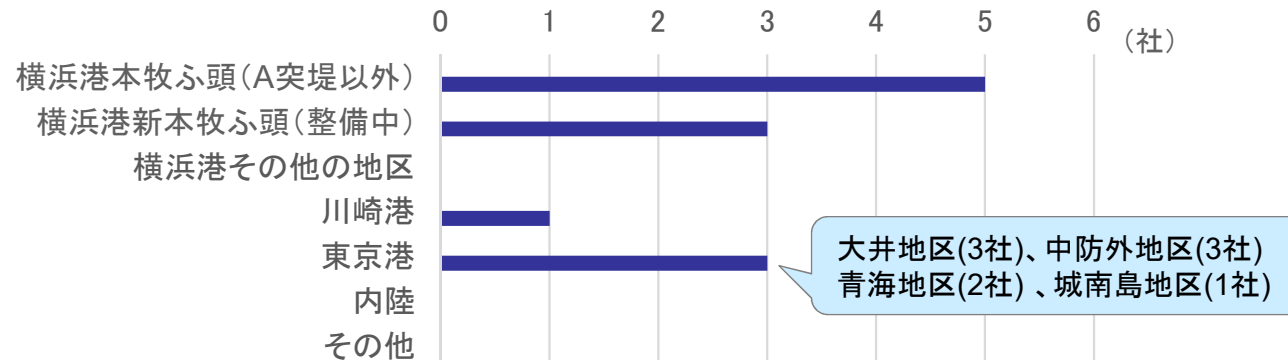 0 1 2 3 4 5 6
（社）
横浜港本牧ふ頭（A突堤以外）
横浜港新本牧ふ頭（整備中）
横浜港その他の地区
川崎港
東京港
内陸
その他
大井地区(3社)、中防外地区(3社)
青海地区(2社) 、城南島地区(1社)